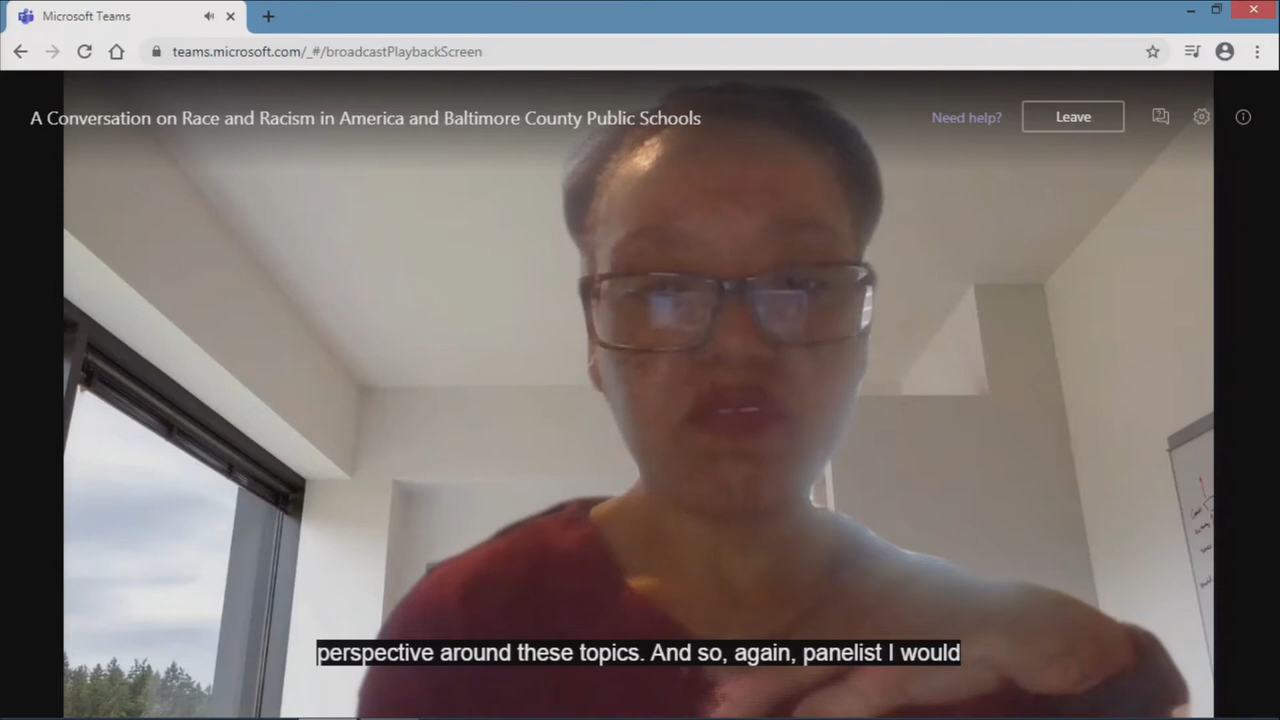 Microsoft Teams
teams.microsoft.com/_#/broadcastPlaybackScreen
A Conversation on Race and Racism in America and Baltimore County Public Schools
Need help?
Leave
perspective around these topics. And so, again, panelist I would